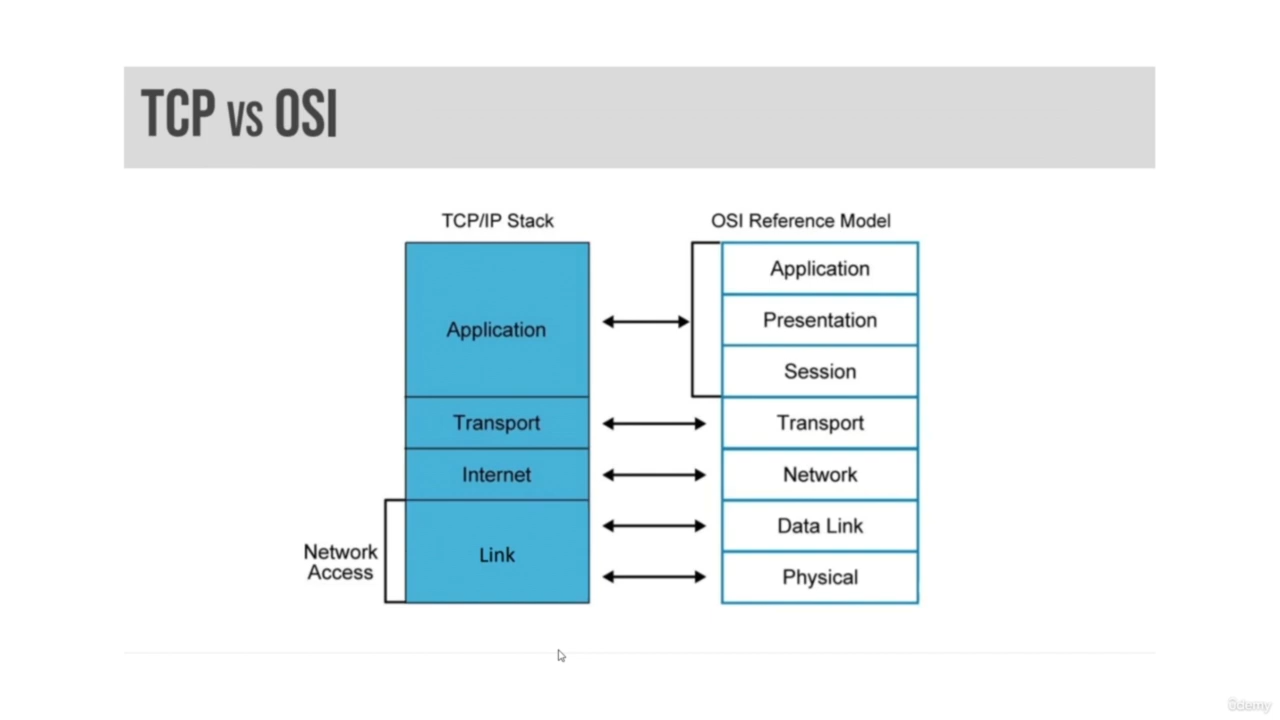 TCP vs OSI
TCP/IP Stack
OSI Reference Model
Application
Transport
Internet
Link
Network
Access
Application
Presentation
Session
Transport
Network
Data Link
Physical
ûdemy